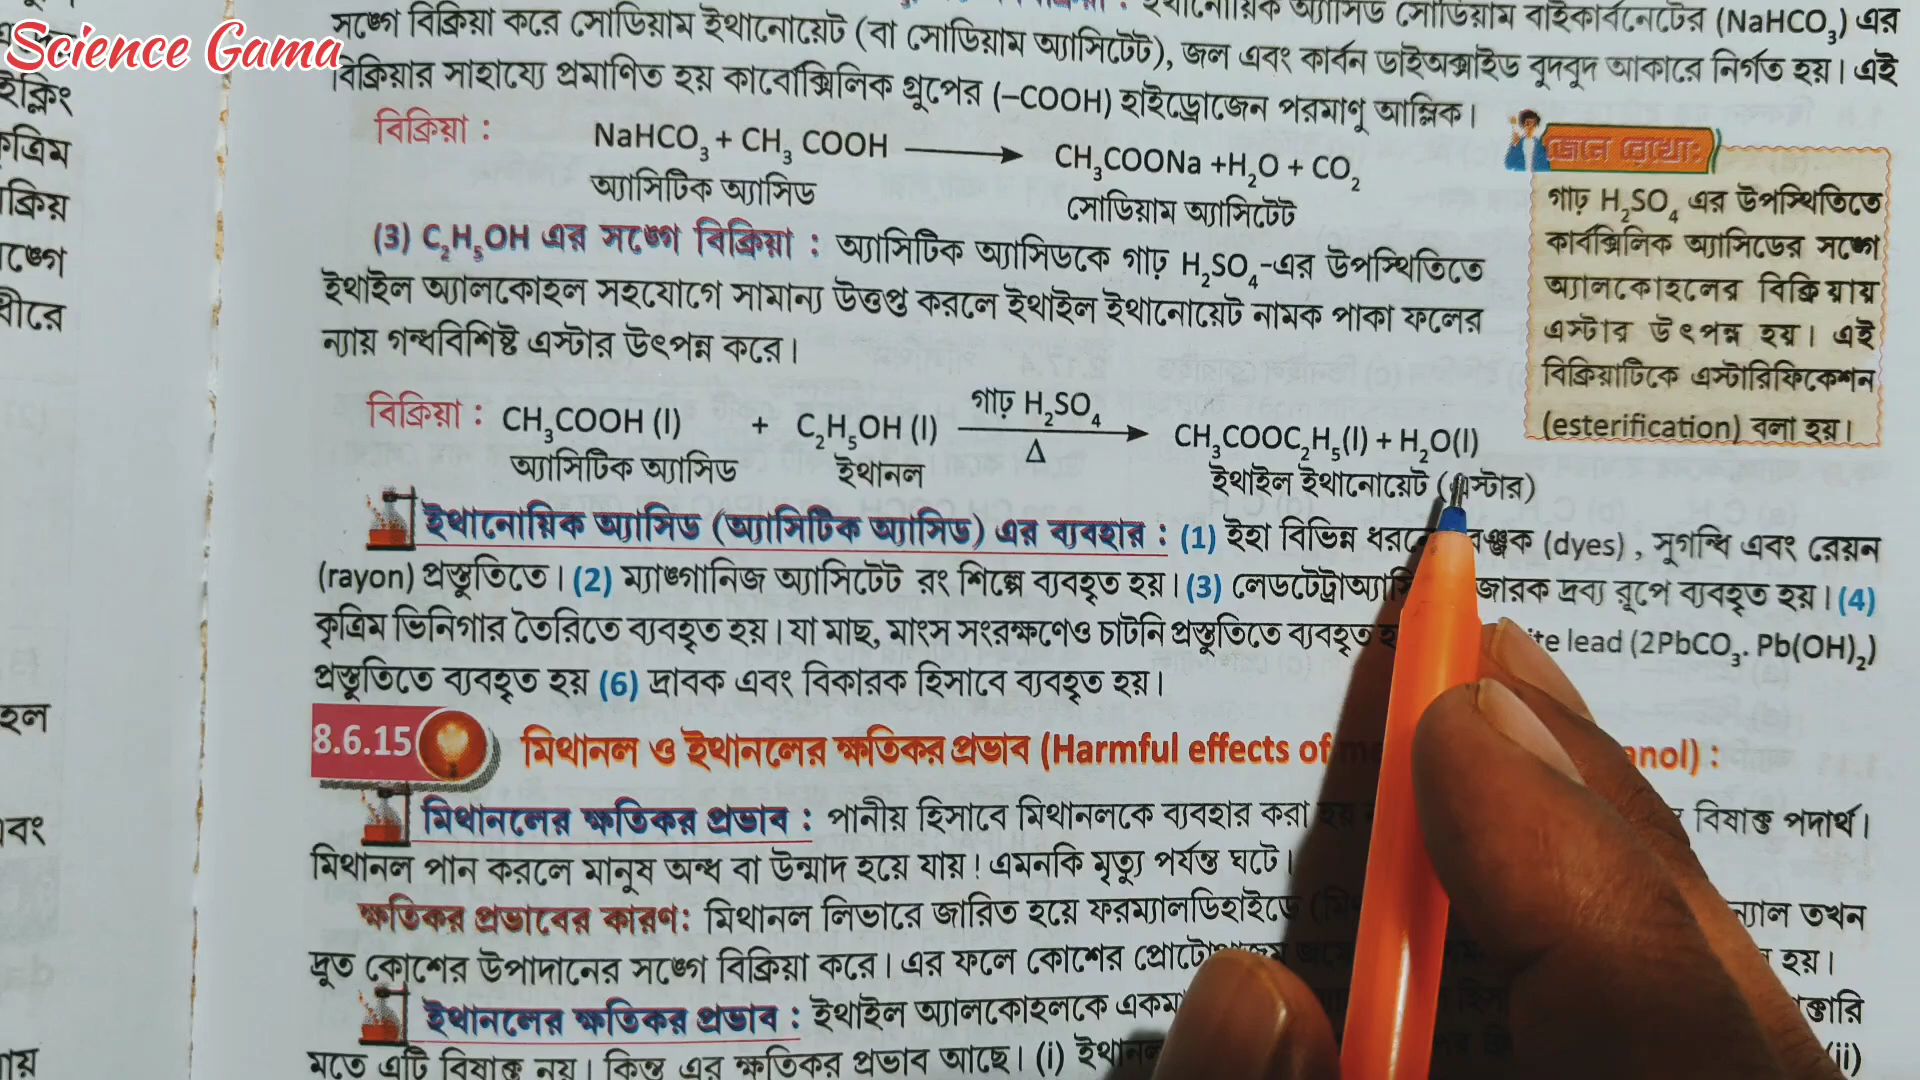 Science Gama
সঙ্গে বিক্রিয়া করে সোডিয়াম ইথানোয়েট (বা সোডিয়াম অ্যাসিটেট), জল এবং কার্বন ডাইঅক্সাইড বুদবুদ আকারে নির্গত হয়। এই
বিক্রিয়ার সাহায্যে প্রমাণিত হয় কার্বোক্সিলিক গ্রুপের (–COOH) হাইড্রোজেন পরমাণু আম্লিক।
বিক্রিয়া : NaHCO₃ + CH₃ COOH ⟶ CH₃COONa +H₂O + CO₂
অ্যাসিটিক অ্যাসিড সোডিয়াম অ্যাসিটেট
(3) C₂H₅OH এর সঙ্গে বিক্রিয়া : অ্যাসিটিক অ্যাসিডকে গাঢ় H₂SO₄-এর উপস্থিতিতে
ইথাইল অ্যালকোহল সহযোগে সামান্য উত্তপ্ত করলে ইথাইল ইথানোয়েট নামক পাকা ফলের
ন্যায় গন্ধবিশিষ্ট এস্টার উৎপন্ন করে।
গাঢ় H₂SO₄
বিক্রিয়া : CH₃COOH (l) + C₂H₅OH (l) ⟶ CH₃COOC₂H₅(l) + H₂O(l)
Δ
অ্যাসিটিক অ্যাসিড ইথানল ইথাইল ইথানোয়েট
গাঢ় H₂SO₄ এর উপস্থিতিতে
কার্বক্সিলিক অ্যাসিডের সঙ্গে
অ্যালকোহলের বিক্রিয়ায়
এস্টার উৎপন্ন হয়। এই
বিক্রিয়াটিকে এস্টারিফিকেশন
(esterification) বলা হয়।
ইথানোয়িক অ্যাসিড (অ্যাসিটিক অ্যাসিড) এর ব্যবহার : (1) ইহা বিভিন্ন (dyes) , সুগন্ধি এবং রেয়ন
(rayon) প্রস্তুতিতে। (2) ম্যাঙ্গানিজ অ্যাসিটেট রং শিল্পে ব্যবহৃত হয়। (3) জারক দ্রব্য রূপে ব্যবহৃত হয়। (4)
কৃত্রিম ভিনিগার তৈরিতে ব্যবহৃত হয়। যা মাছ, মাংস সংরক্ষণেও চাটনি প্রস্তুতিতে ব্যবহৃত lead (2PbCO₃. Pb(OH)₂)
প্রস্তুতিতে ব্যবহৃত হয় (6) দ্রাবক এবং বিকারক হিসাবে ব্যবহৃত হয়।
8.6.15 মিথানল ও ইথানলের ক্ষতিকর প্রভাব (Harmful effects of
মিথানলের ক্ষতিকর প্রভাব : পানীয় হিসাবে মিথানলকে ব্যবহার করা বিষাক্ত পদার্থ।
মিথানল পান করলে মানুষ অন্ধ বা উন্মাদ হয়ে যায়! এমনকি মৃত্যু পর্যন্ত ঘটে।
ক্ষতিকর প্রভাবের কারণ: মিথানল লিভারে জারিত হয়ে ফরম্যালডিহাইডে তখন
দ্রুত কোশের উপাদানের সঙ্গে বিক্রিয়া করে। এর ফলে কোশের হয়।
ইথানলের ক্ষতিকর প্রভাব : ইথাইল অ্যালকোহলকে
মতে এটি বিষাক্ত নয়। কিন্তু এর ক্ষতিকর প্রভাব আছে। (i) (ii)